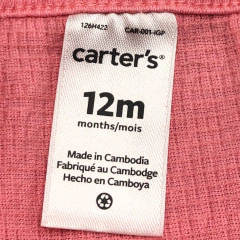 126H422 CAR-001-IGP
carter's®
12m
months/mois
Made in Cambodia
Fabriqué au Cambodge
Hecho en Camboya